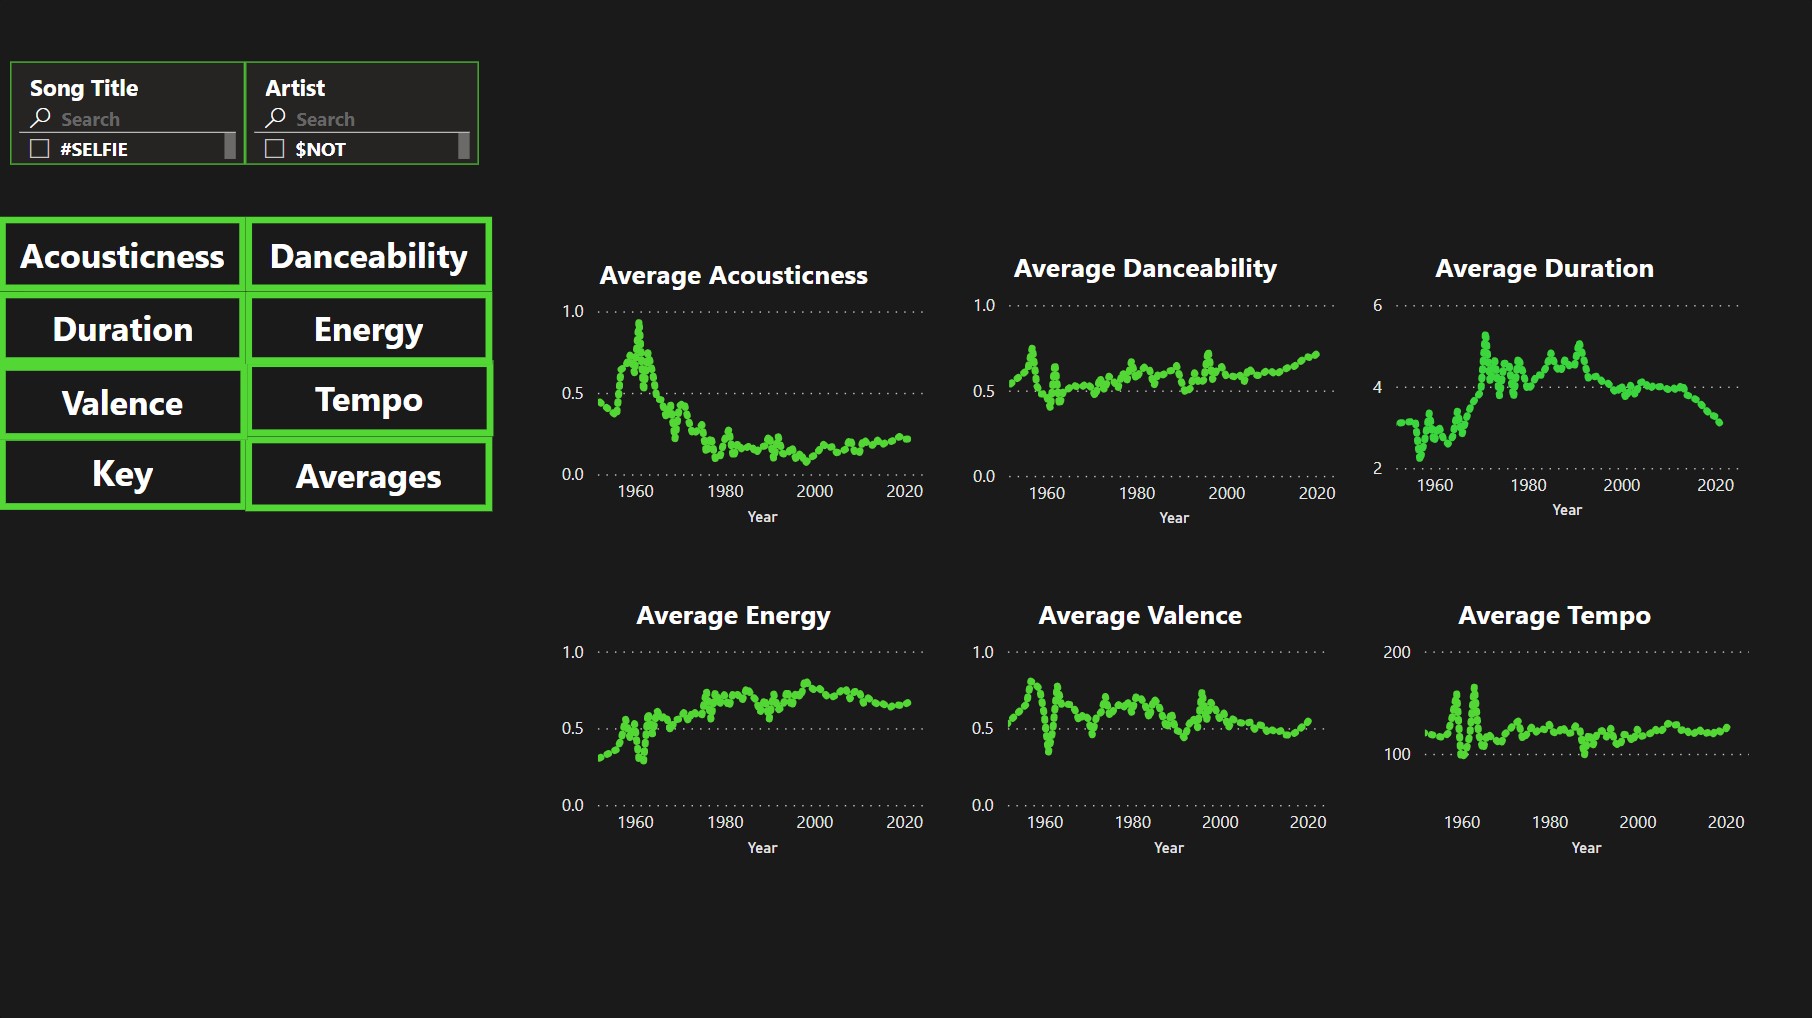 Song Title
Search
#SELFIE
Artist
Search
$NOT
Acousticness
Danceability
Duration
Energy
Valence
Tempo
Key
Averages
Average Acousticness
1.0
0.5
0.0
1960 1980 2000 2020
Year
Average Danceability
1.0
0.5
0.0
1960 1980 2000 2020
Year
Average Duration
6
4
2
1960 1980 2000 2020
Year
Average Energy
1.0
0.5
0.0
1960 1980 2000 2020
Year
Average Valence
1.0
0.5
0.0
1960 1980 2000 2020
Year
Average Tempo
200
100
1960 1980 2000 2020
Year